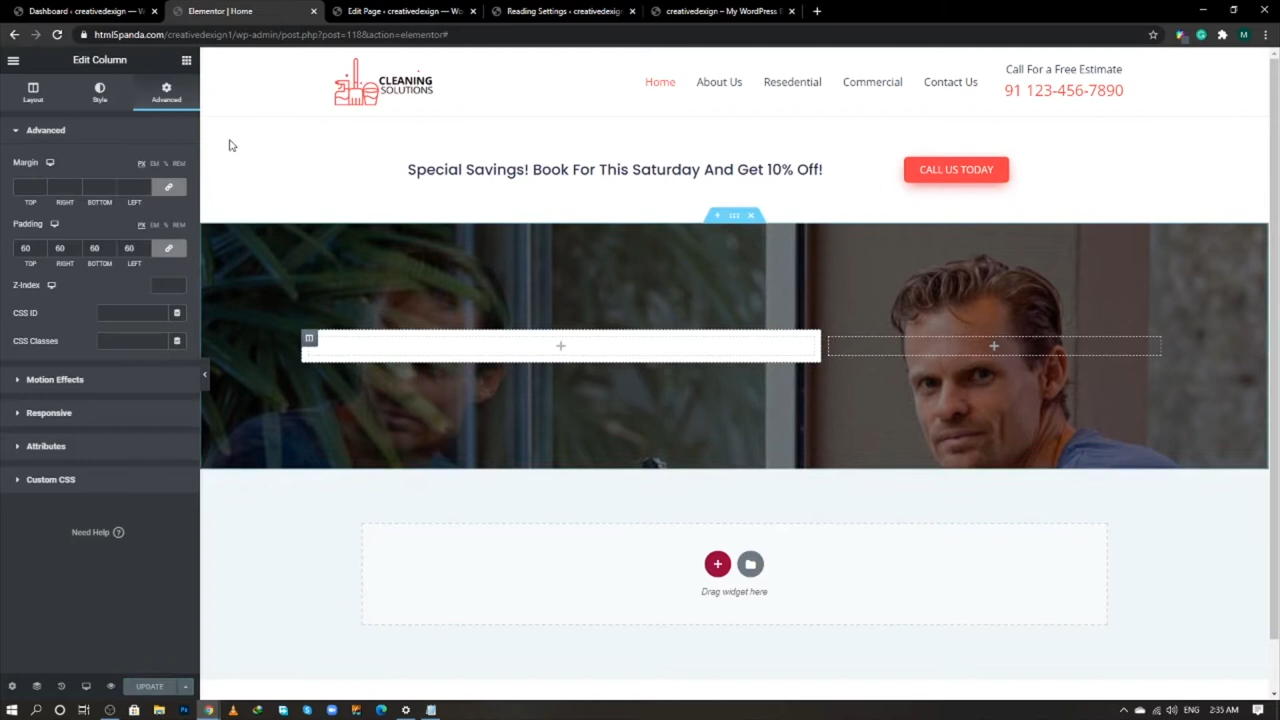 Dashboard ‹ creativedesign — W
Elementor | Home
Edit Page ‹ creativedesign — Wo
Reading Settings ‹ creativedesig
creativedesign – My WordPress
html5panda.com/creativedesign1/wp-admin/post.php?post=118&action=elementor#
M
Edit Column
Layout
Style
Advanced
Advanced
Margin
PX EM % REM
TOP RIGHT BOTTOM LEFT
Padding
PX EM % REM
60 60 60 60
TOP RIGHT BOTTOM LEFT
Z-Index
CSS ID
CSS Classes
Motion Effects
Responsive
Attributes
Custom CSS
Need Help
UPDATE
CLEANING
SOLUTIONS
Home About Us Resedential Commercial Contact Us
Call For a Free Estimate
91 123-456-7890
Special Savings! Book For This Saturday And Get 10% Off!
CALL US TODAY
Drag widget here
ENG 2:35 AM